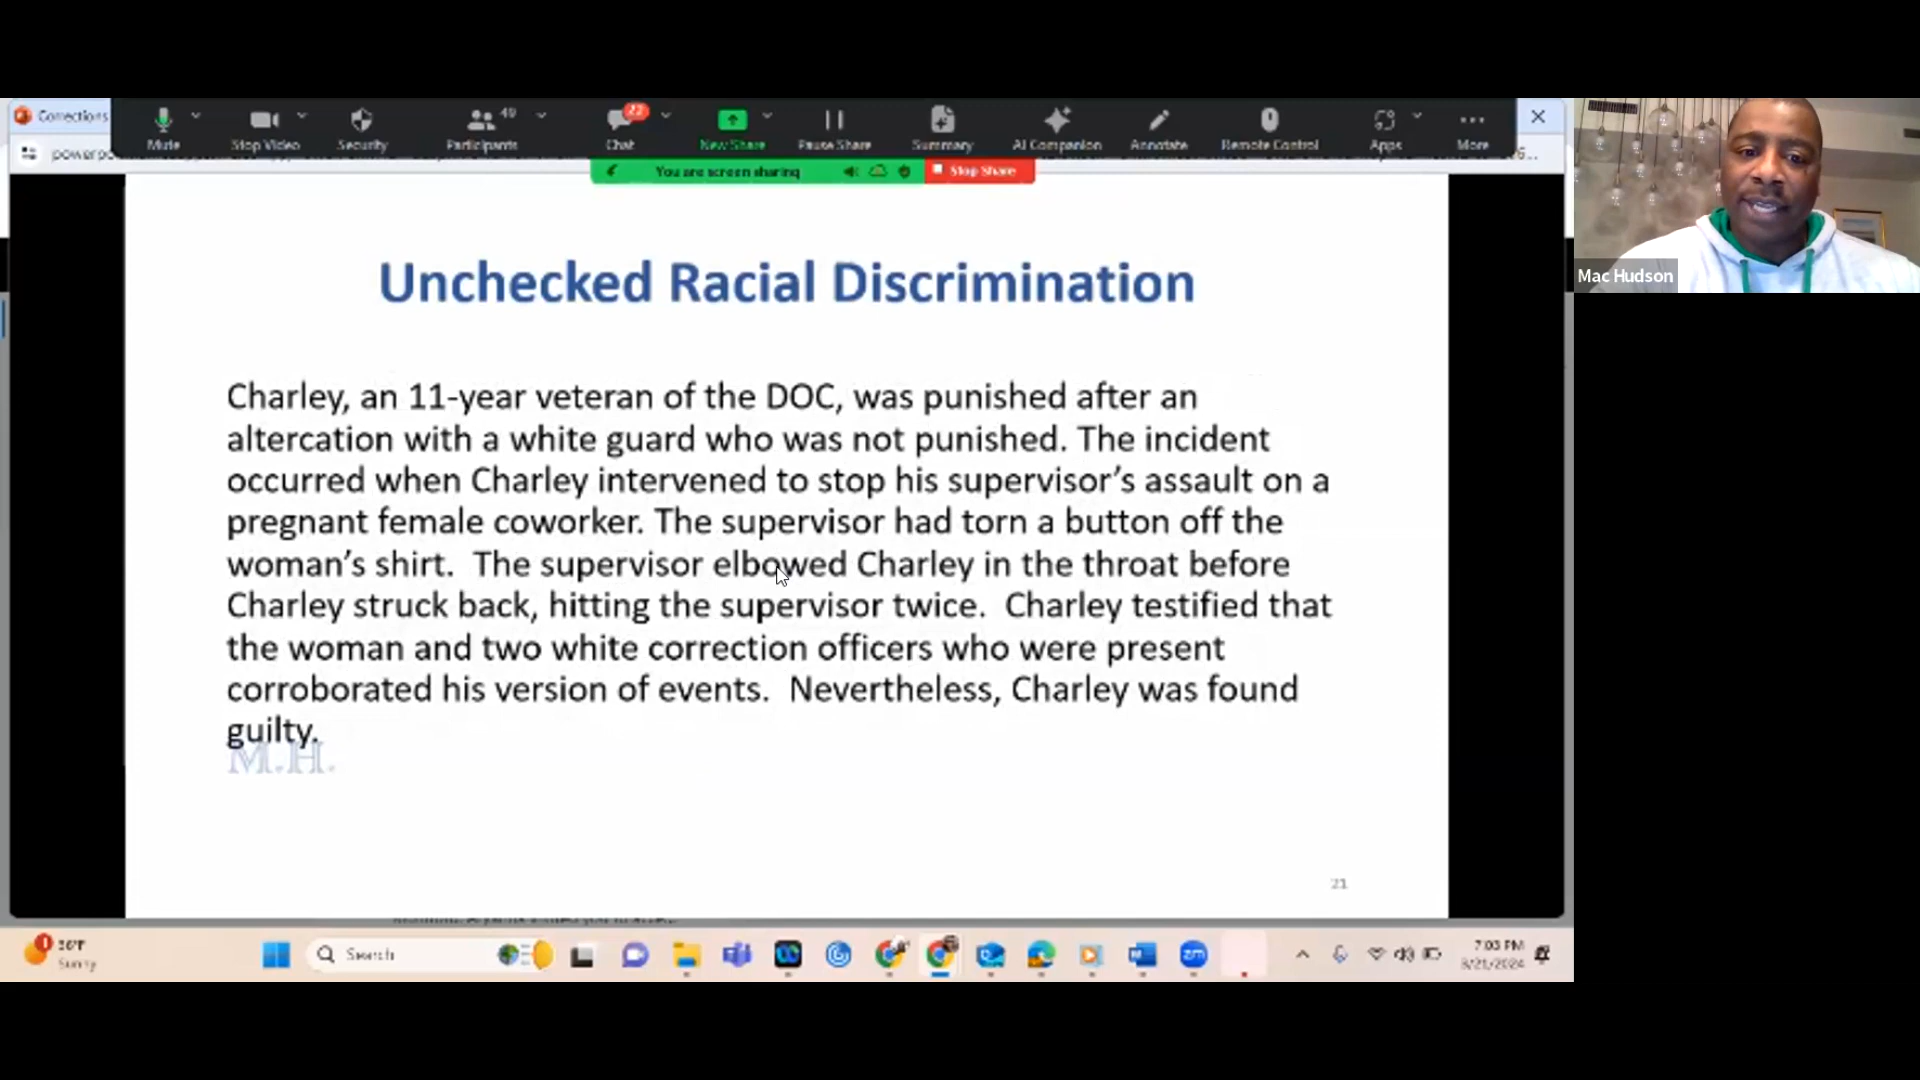 Corrections
Mute
Stop Video
Security
49
Participants
22
Chat
New Share
Pause Share
Summary
AI Companion
Annotate
Remote Control
Apps
More
You are screen sharing
Stop Share
Mac Hudson
Unchecked Racial Discrimination
Charley, an 11-year veteran of the DOC, was punished after an
altercation with a white guard who was not punished. The incident
occurred when Charley intervened to stop his supervisor's assault on a
pregnant female coworker. The supervisor had torn a button off the
woman's shirt.  The supervisor elbowed Charley in the throat before
Charley struck back, hitting the supervisor twice.  Charley testified that
the woman and two white correction officers who were present
corroborated his version of events.  Nevertheless, Charley was found
guilty.
M.H.
21
Sunny
Search
7:03 PM
3/21/2024